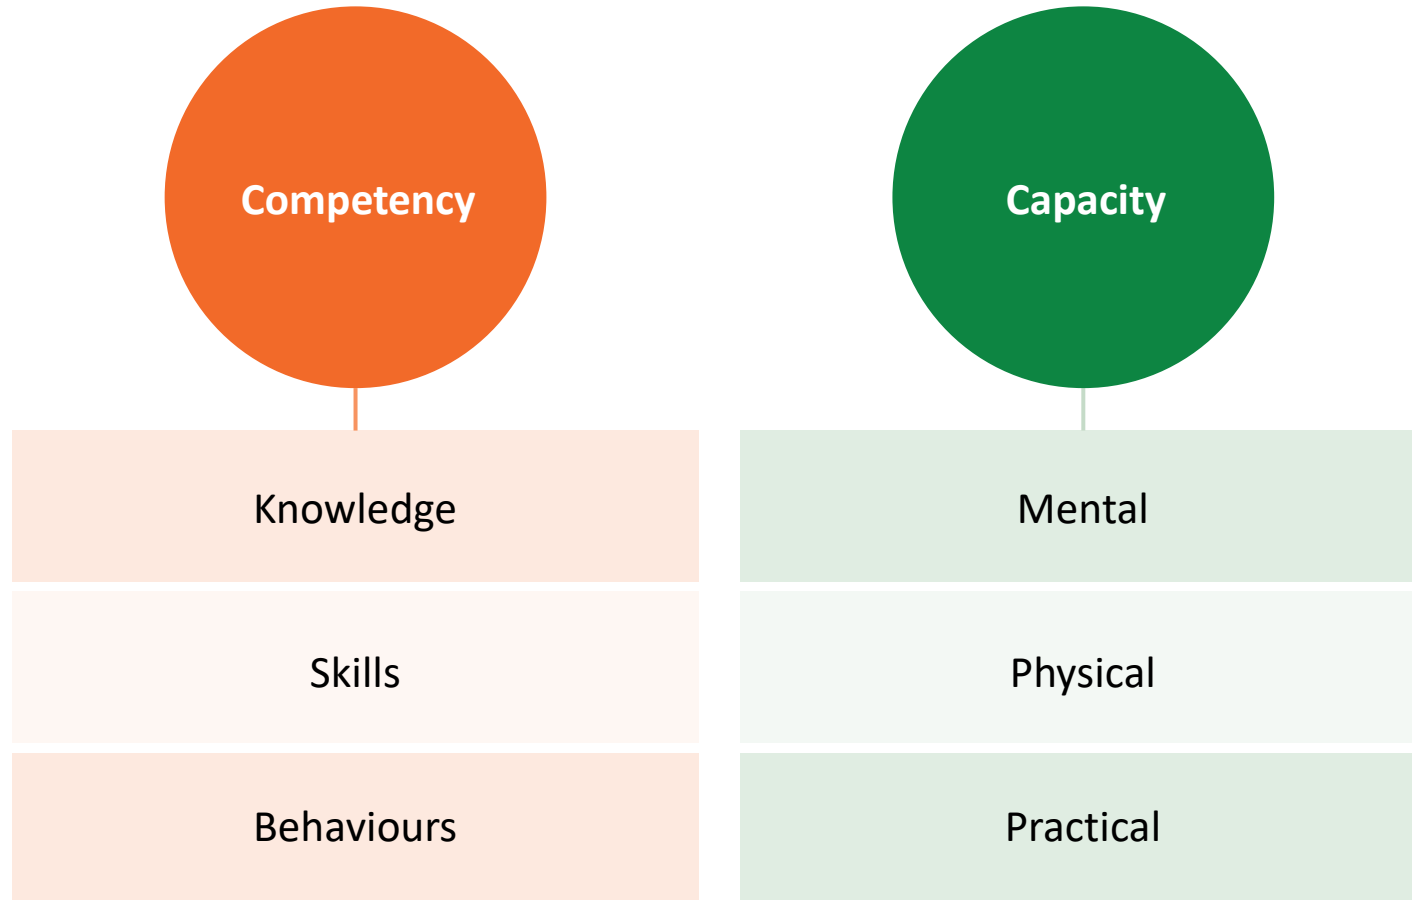 Competency
Knowledge
Skills
Behaviours
Capacity
Mental
Physical
Practical